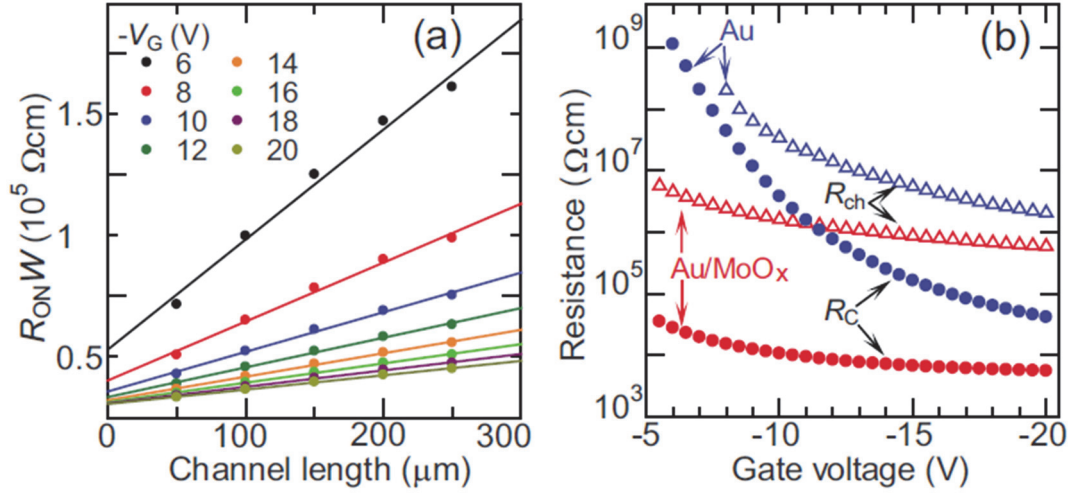 (a)
-VG (V)
6 14
8 16
10 18
12 20
1.5
1
0.5
RON W (10^5 Ωcm)
0 100 200 300
Channel length (μm)
(b)
Au
Rch
Au/MoOx
RC
10^9
10^7
10^5
10^3
Resistance (Ωcm)
-5 -10 -15 -20
Gate voltage (V)